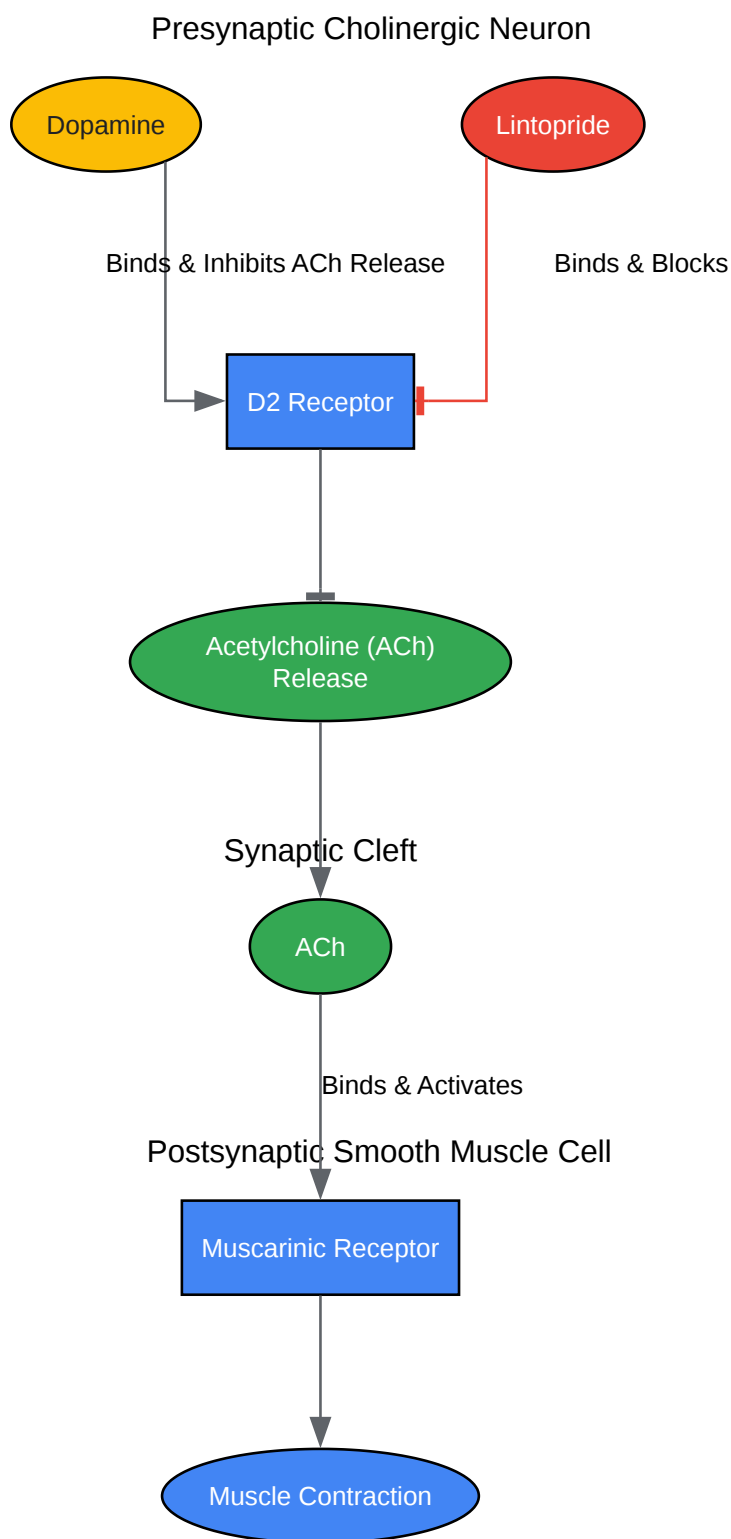 Presynaptic Cholinergic Neuron
Dopamine
Lintopride
Binds & Inhibits ACh Release
Binds & Blocks
D2 Receptor
Acetylcholine (ACh)
Release
Synaptic Cleft
ACh
Binds & Activates
Postsynaptic Smooth Muscle Cell
Muscarinic Receptor
Muscle Contraction